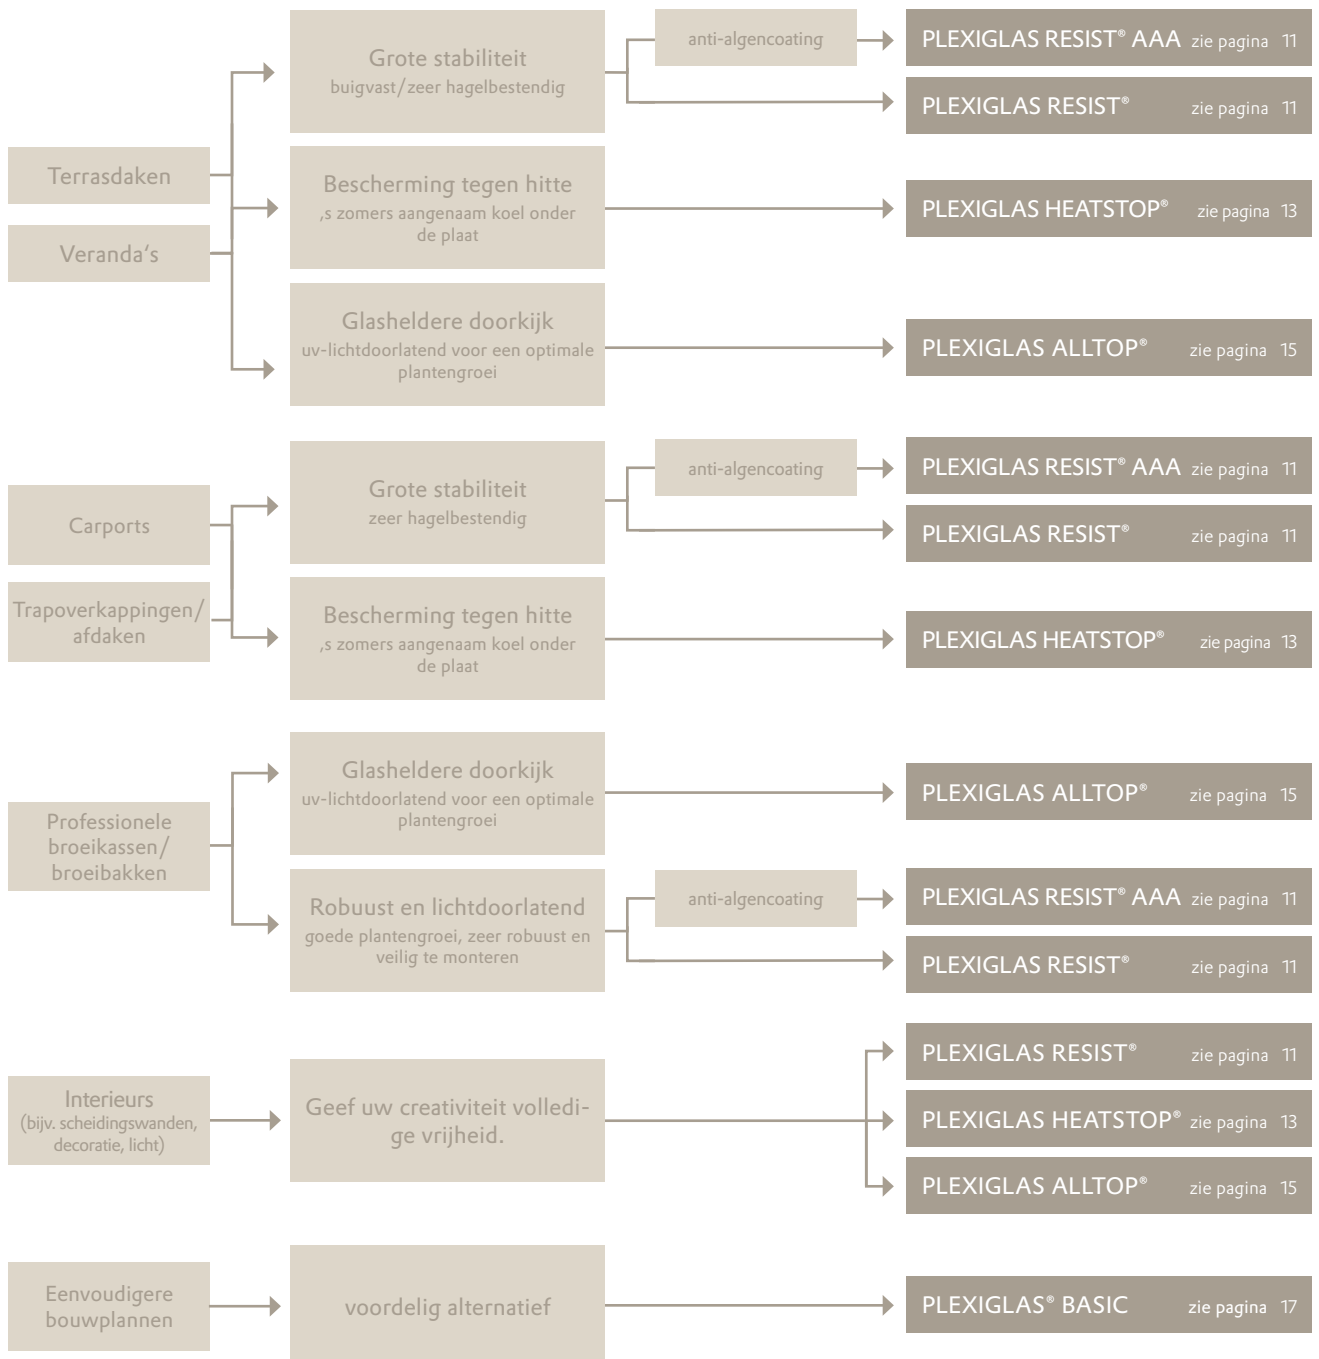 Terrasdaken
Veranda‘s
Grote stabiliteit
buigvast/zeer hagelbestendig
anti-algencoating
PLEXIGLAS RESIST® AAA zie pagina 11
PLEXIGLAS RESIST® zie pagina 11
Bescherming tegen hitte
‚s zomers aangenaam koel onder
de plaat
PLEXIGLAS HEATSTOP® zie pagina 13
Glasheldere doorkijk
uv-lichtdoorlatend voor een optimale
plantengroei
PLEXIGLAS ALLTOP® zie pagina 15
Carports
Trapoverkappingen/
afdaken
Grote stabiliteit
zeer hagelbestendig
anti-algencoating
PLEXIGLAS RESIST® AAA zie pagina 11
PLEXIGLAS RESIST® zie pagina 11
Bescherming tegen hitte
‚s zomers aangenaam koel onder
de plaat
PLEXIGLAS HEATSTOP® zie pagina 13
Professionele
broeikassen/
broeibakken
Glasheldere doorkijk
uv-lichtdoorlatend voor een optimale
plantengroei
PLEXIGLAS ALLTOP® zie pagina 15
Robuust en lichtdoorlatend
goede plantengroei, zeer robuust en
veilig te monteren
anti-algencoating
PLEXIGLAS RESIST® AAA zie pagina 11
PLEXIGLAS RESIST® zie pagina 11
Interieurs
(bijv. scheidingswanden,
decoratie, licht)
Geef uw creativiteit volledi-
ge vrijheid.
PLEXIGLAS RESIST® zie pagina 11
PLEXIGLAS HEATSTOP® zie pagina 13
PLEXIGLAS ALLTOP® zie pagina 15
Eenvoudigere
bouwplannen
voordelig alternatief
PLEXIGLAS® BASIC zie pagina 17